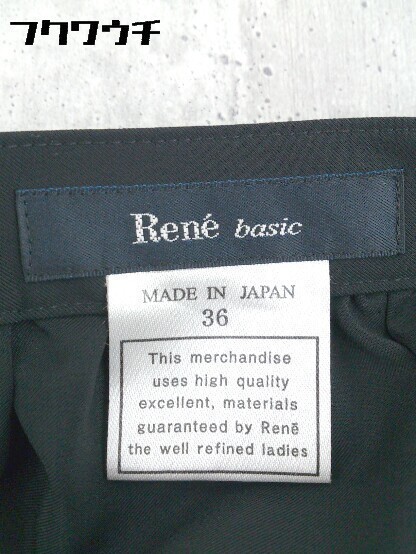 フクワウチ
René basic
MADE IN JAPAN
36
This merchandise
uses high quality
excellent, materials
guaranteed by Renē
the well refined ladies